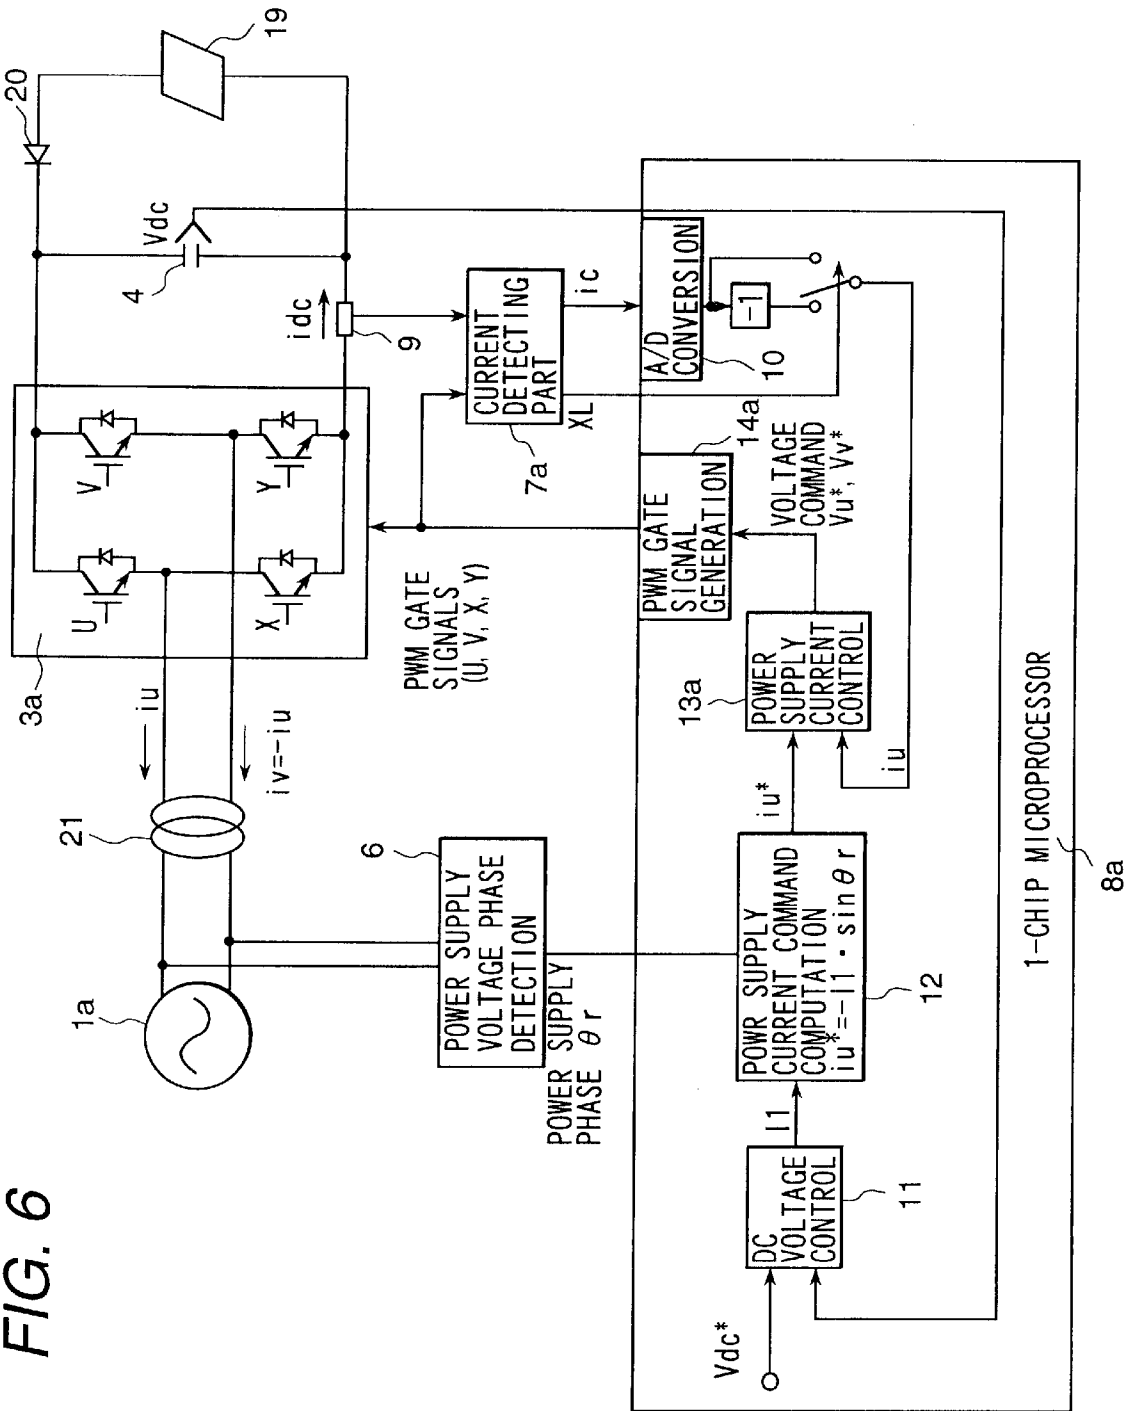 FIG. 6
1a
21
iu
iv=-iu
3a
U
V
X
Y
20
19
Vdc
4
idc
9
6
POWER SUPPLY
VOLTAGE PHASE
DETECTION
POWER SUPPLY
PHASE θr
PWM GATE
SIGNALS
(U, V, X, Y)
CURRENT
DETECTING
PART
7a
XL
ic
A/D
CONVERSION
10
-1
PWM GATE
SIGNAL
GENERATION
14a
VOLTAGE
COMMAND
Vu*, Vv*
13a
POWER
SUPPLY
CURRENT
CONTROL
iu*
iu
POWR SUPPLY
CURRENT COMMAND
COMPUTATION
iu*=-I1・sinθr
12
I1
DC
VOLTAGE
CONTROL
11
Vdc*
1-CHIP MICROPROCESSOR
8a